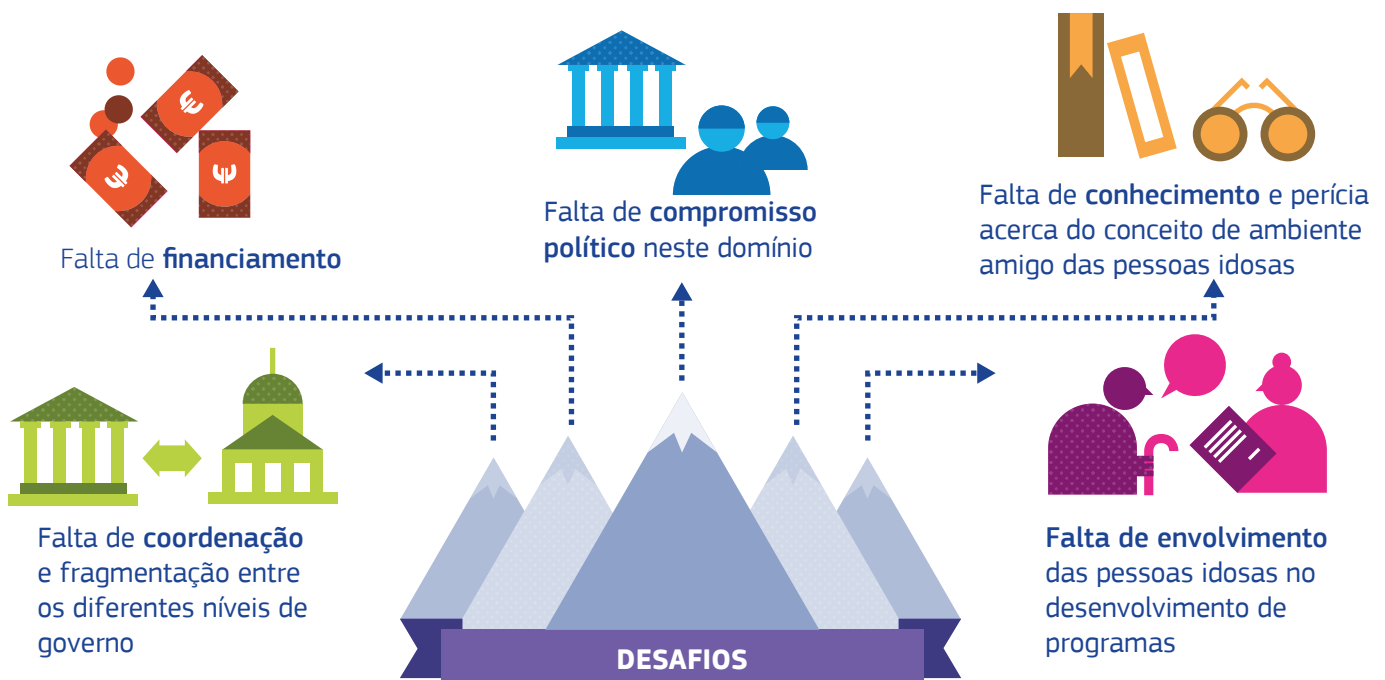 Falta de financiamento
Falta de compromisso
político neste domínio
Falta de conhecimento e perícia
acerca do conceito de ambiente
amigo das pessoas idosas
Falta de coordenação
e fragmentação entre
os diferentes níveis de
governo
Falta de envolvimento
das pessoas idosas no
desenvolvimento de
programas
DESAFIOS